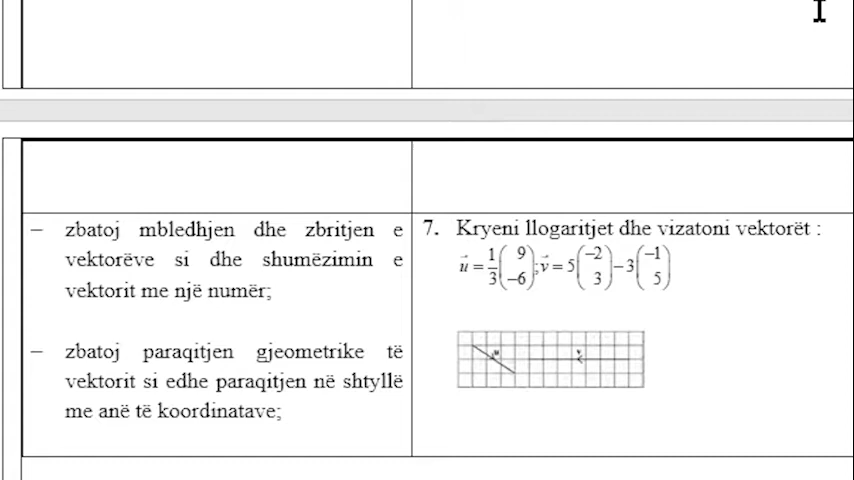 – zbatoj mbledhjen dhe zbritjen e
vektorëve si dhe shumëzimin e
vektorit me një numër;
– zbatoj paraqitjen gjeometrike të
vektorit si edhe paraqitjen në shtyllë
me anë të koordinatave;
7. Kryeni llogaritjet dhe vizatoni vektorët :
u⃗ = 1/3 (9 −6); v⃗ = 5 (−2 3) − 3 (−1 5)
u v